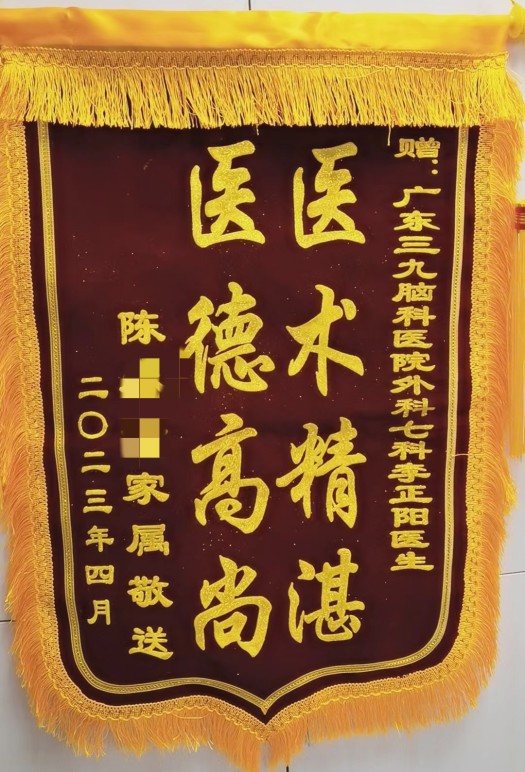 赠：广东三九脑科医院外科七科李正阳医生
医术精湛
医德高尚
陈
家属敬送
二〇二三年四月